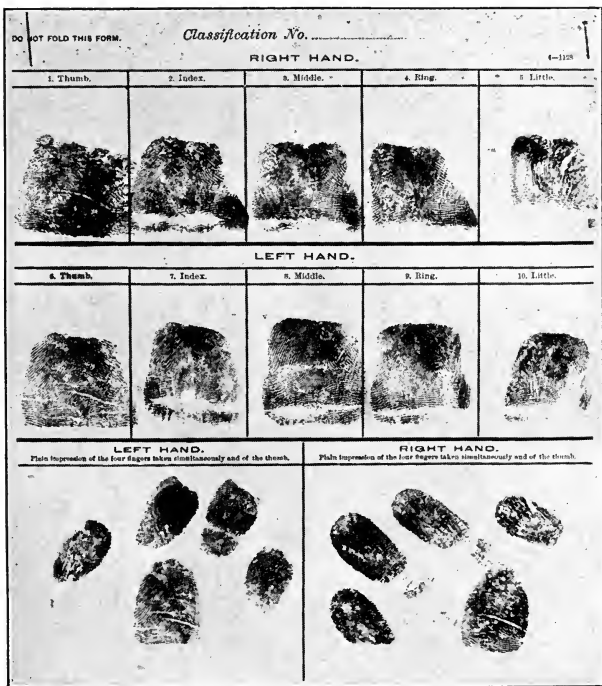 DO NOT FOLD THIS FORM. Classification No. ........................
RIGHT HAND. 4—1128
1. Thumb. 2. Index. 3. Middle. 4. Ring. 5. Little.
LEFT HAND.
6. Thumb. 7. Index. 8. Middle. 9. Ring. 10. Little.
LEFT HAND. RIGHT HAND.
Plain impression of the four fingers taken simultaneously and of the thumb. Plain impression of the four fingers taken simultaneously and of the thumb.